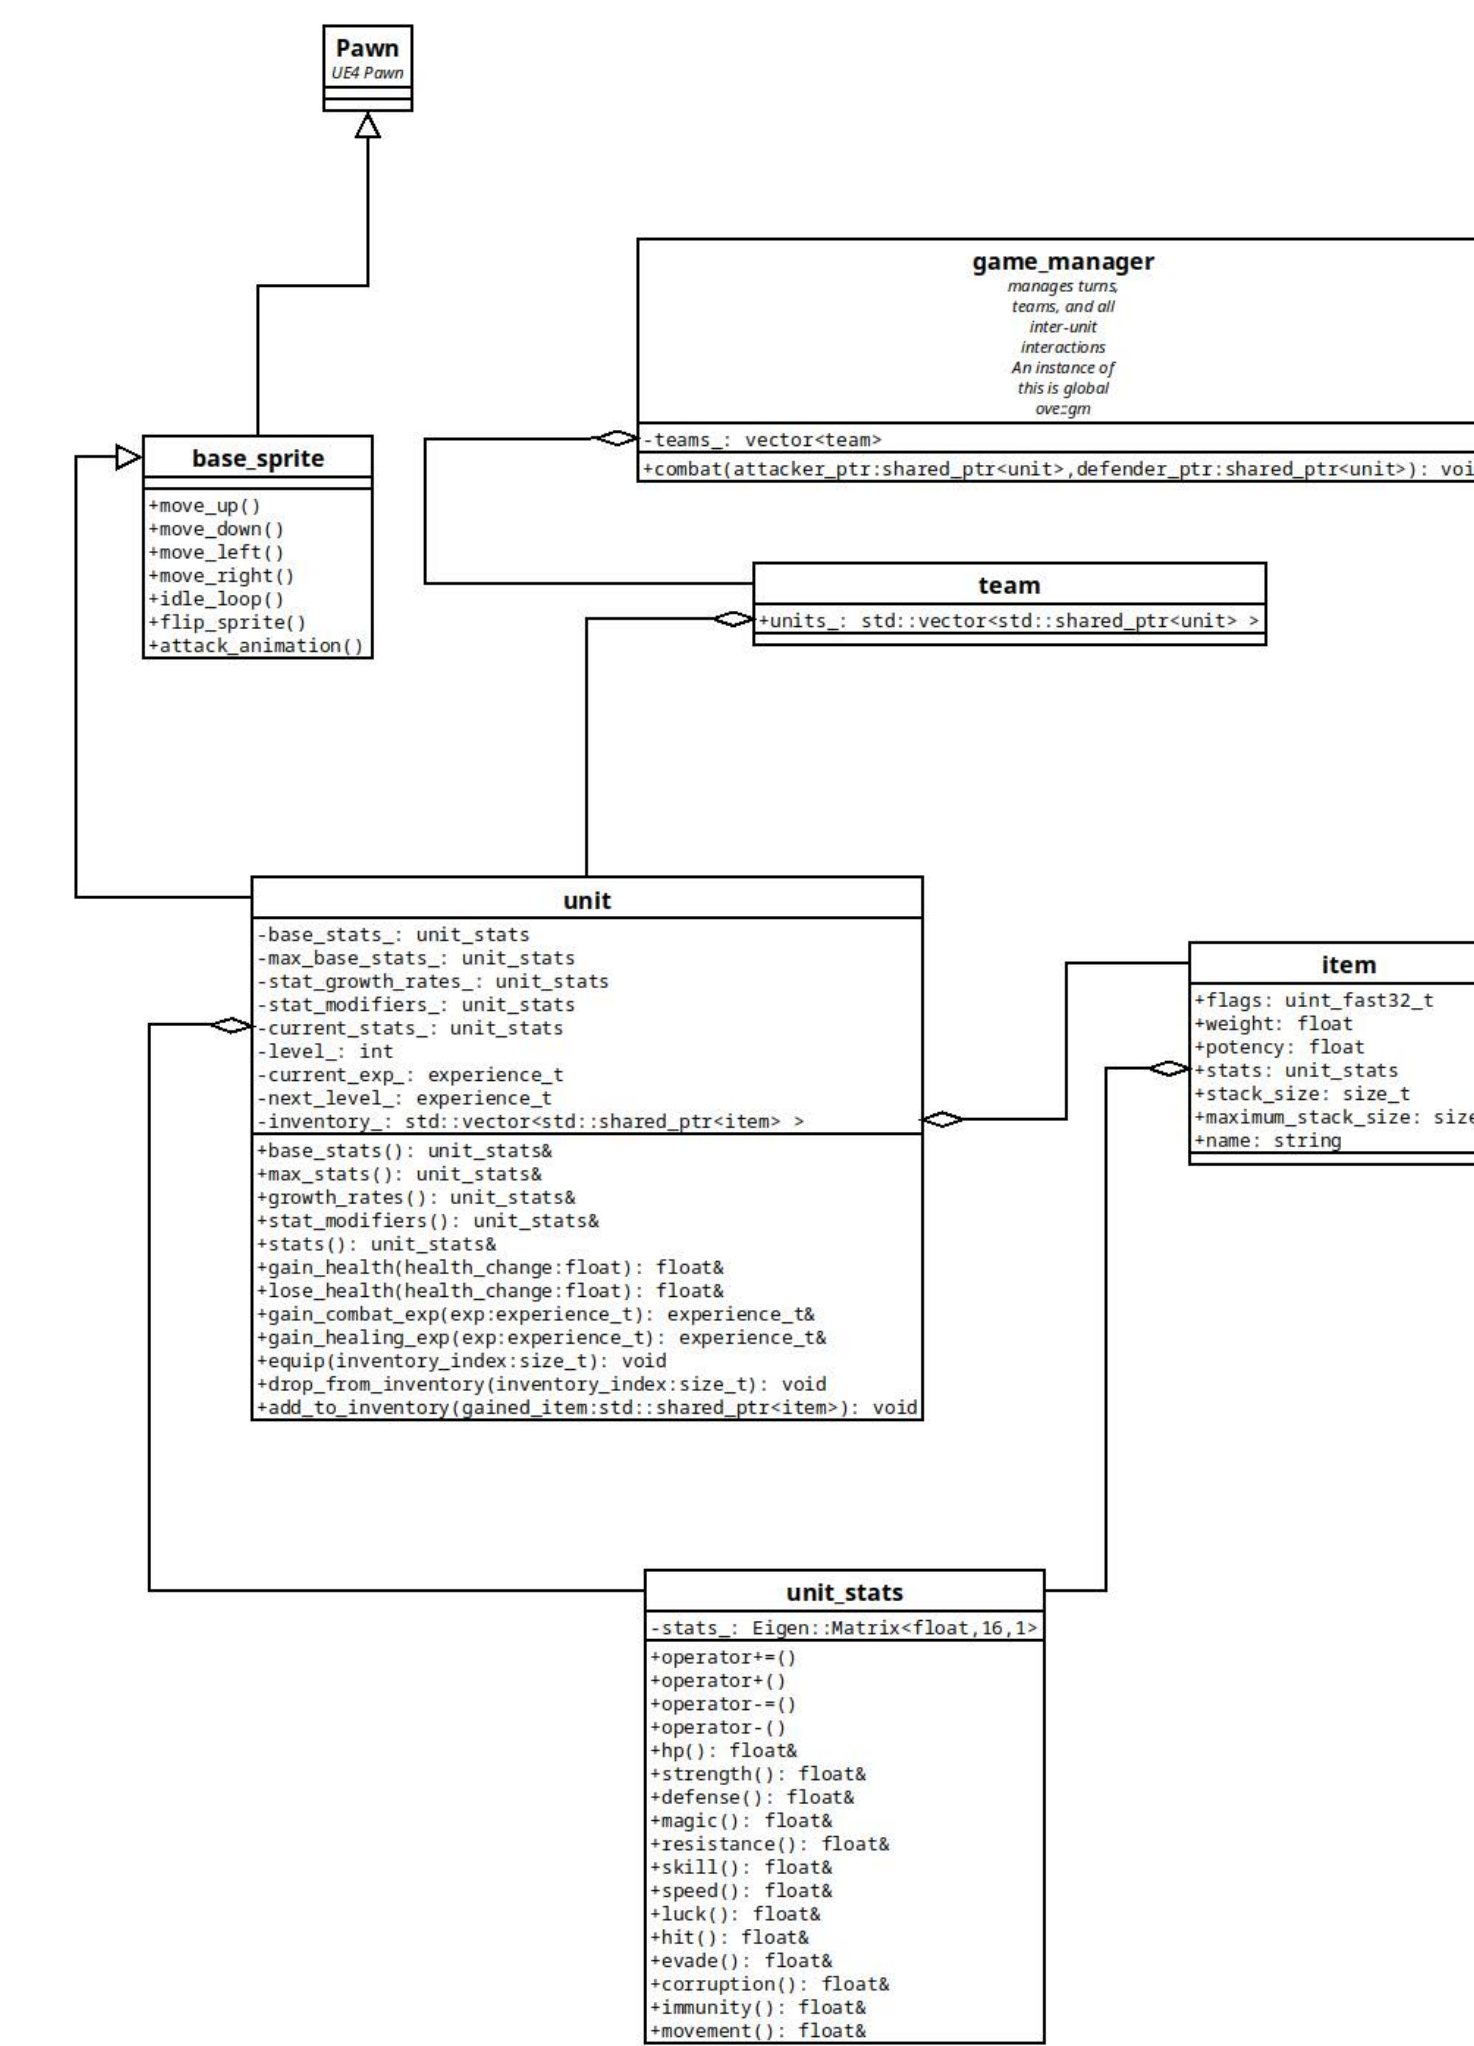 Pawn
UE4 Pawn
game_manager
manages turns,
teams, and all
inter-unit
interactions
An instance of
this is global
ove::gm
-teams_: vector<team>
+combat(attacker_ptr:shared_ptr<unit>,defender_ptr:shared_ptr<unit>): voi
base_sprite
+move_up()
+move_down()
+move_left()
+move_right()
+idle_loop()
+flip_sprite()
+attack_animation()
team
+units_: std::vector<std::shared_ptr<unit> >
unit
-base_stats_: unit_stats
-max_base_stats_: unit_stats
-stat_growth_rates_: unit_stats
-stat_modifiers_: unit_stats
-current_stats_: unit_stats
-level_: int
-current_exp_: experience_t
-next_level_: experience_t
-inventory_: std::vector<std::shared_ptr<item> >
+base_stats(): unit_stats&
+max_stats(): unit_stats&
+growth_rates(): unit_stats&
+stat_modifiers(): unit_stats&
+stats(): unit_stats&
+gain_health(health_change:float): float&
+lose_health(health_change:float): float&
+gain_combat_exp(exp:experience_t): experience_t&
+gain_healing_exp(exp:experience_t): experience_t&
+equip(inventory_index:size_t): void
+drop_from_inventory(inventory_index:size_t): void
+add_to_inventory(gained_item:std::shared_ptr<item>): void
item
+flags: uint_fast32_t
+weight: float
+potency: float
+stats: unit_stats
+stack_size: size_t
+maximum_stack_size: size
+name: string
unit_stats
-stats_: Eigen::Matrix<float,16,1>
+operator+=()
+operator+()
+operator-=()
+operator-()
+hp(): float&
+strength(): float&
+defense(): float&
+magic(): float&
+resistance(): float&
+skill(): float&
+speed(): float&
+luck(): float&
+hit(): float&
+evade(): float&
+corruption(): float&
+immunity(): float&
+movement(): float&